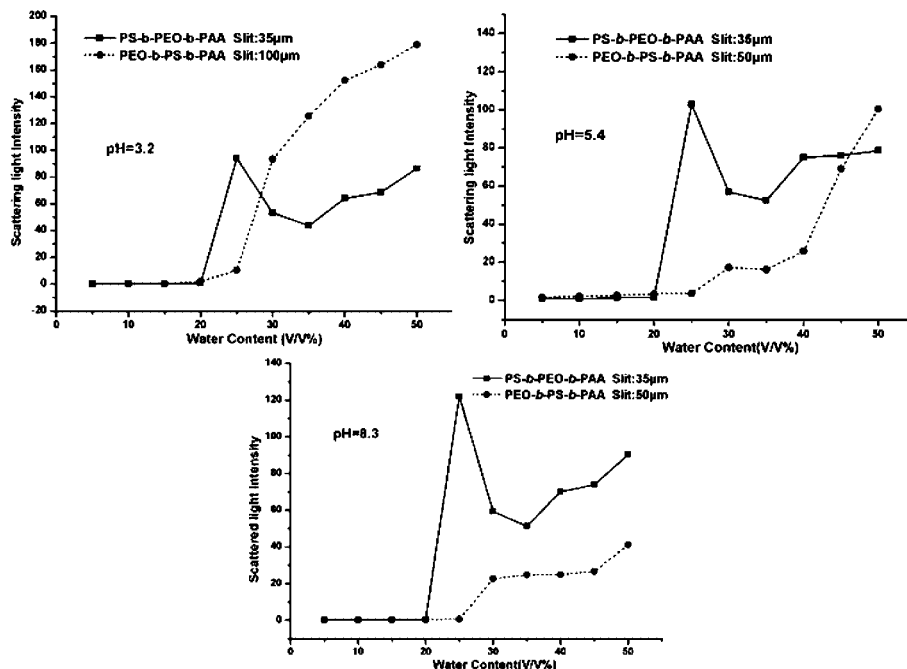 PS-b-PEO-b-PAA Slit:35µm
PEO-b-PS-b-PAA Slit:100µm
pH=3.2
Scattering light Intensity
200
180
160
140
120
100
80
60
40
20
0
-20
0 10 20 30 40 50
Water Content (V/V%)
PS-b-PEO-b-PAA Slit:35µm
PEO-b-PS-b-PAA Slit:50µm
pH=5.4
Scattering light Intensity
140
120
100
80
60
40
20
0
0 10 20 30 40 50
Water Content(V/V%)
PS-b-PEO-b-PAA Slit:35µm
PEO-b-PS-b-PAA Slit:50µm
pH=8.3
Scattered light Intensity
140
120
100
80
60
40
20
0
0 10 20 30 40 50
Water Content(V/V%)